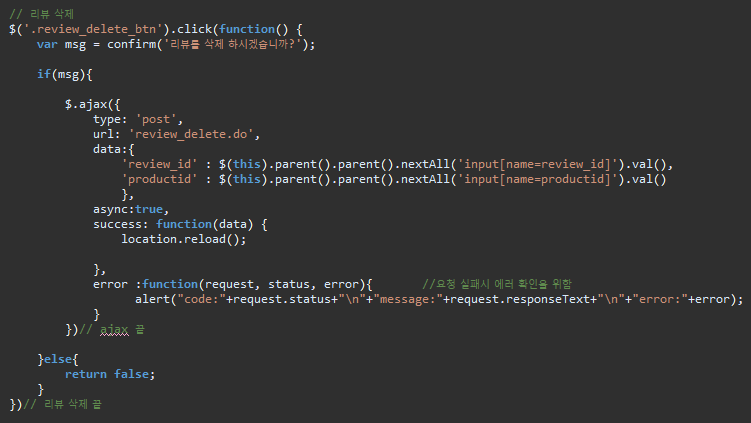 // 리뷰 삭제
$('.review_delete_btn').click(function() {
    var msg = confirm('리뷰를 삭제 하시겠습니까?');
    if(msg){
        $.ajax({
            type: 'post',
            url: 'review_delete.do',
            data:{
                'review_id' : $(this).parent().parent().nextAll('input[name=review_id]').val(),
                'productid' : $(this).parent().parent().nextAll('input[name=productid]').val()
                },
            async:true,
            success: function(data) {
                location.reload();
            },
            error :function(request, status, error){       //요청 실패시 에러 확인을 위함
                  alert("code:"+request.status+"\n"+"message:"+request.responseText+"\n"+"error:"+error);
            }
        })// ajax 끝
    }else{
        return false;
    }
})// 리뷰 삭제 끝